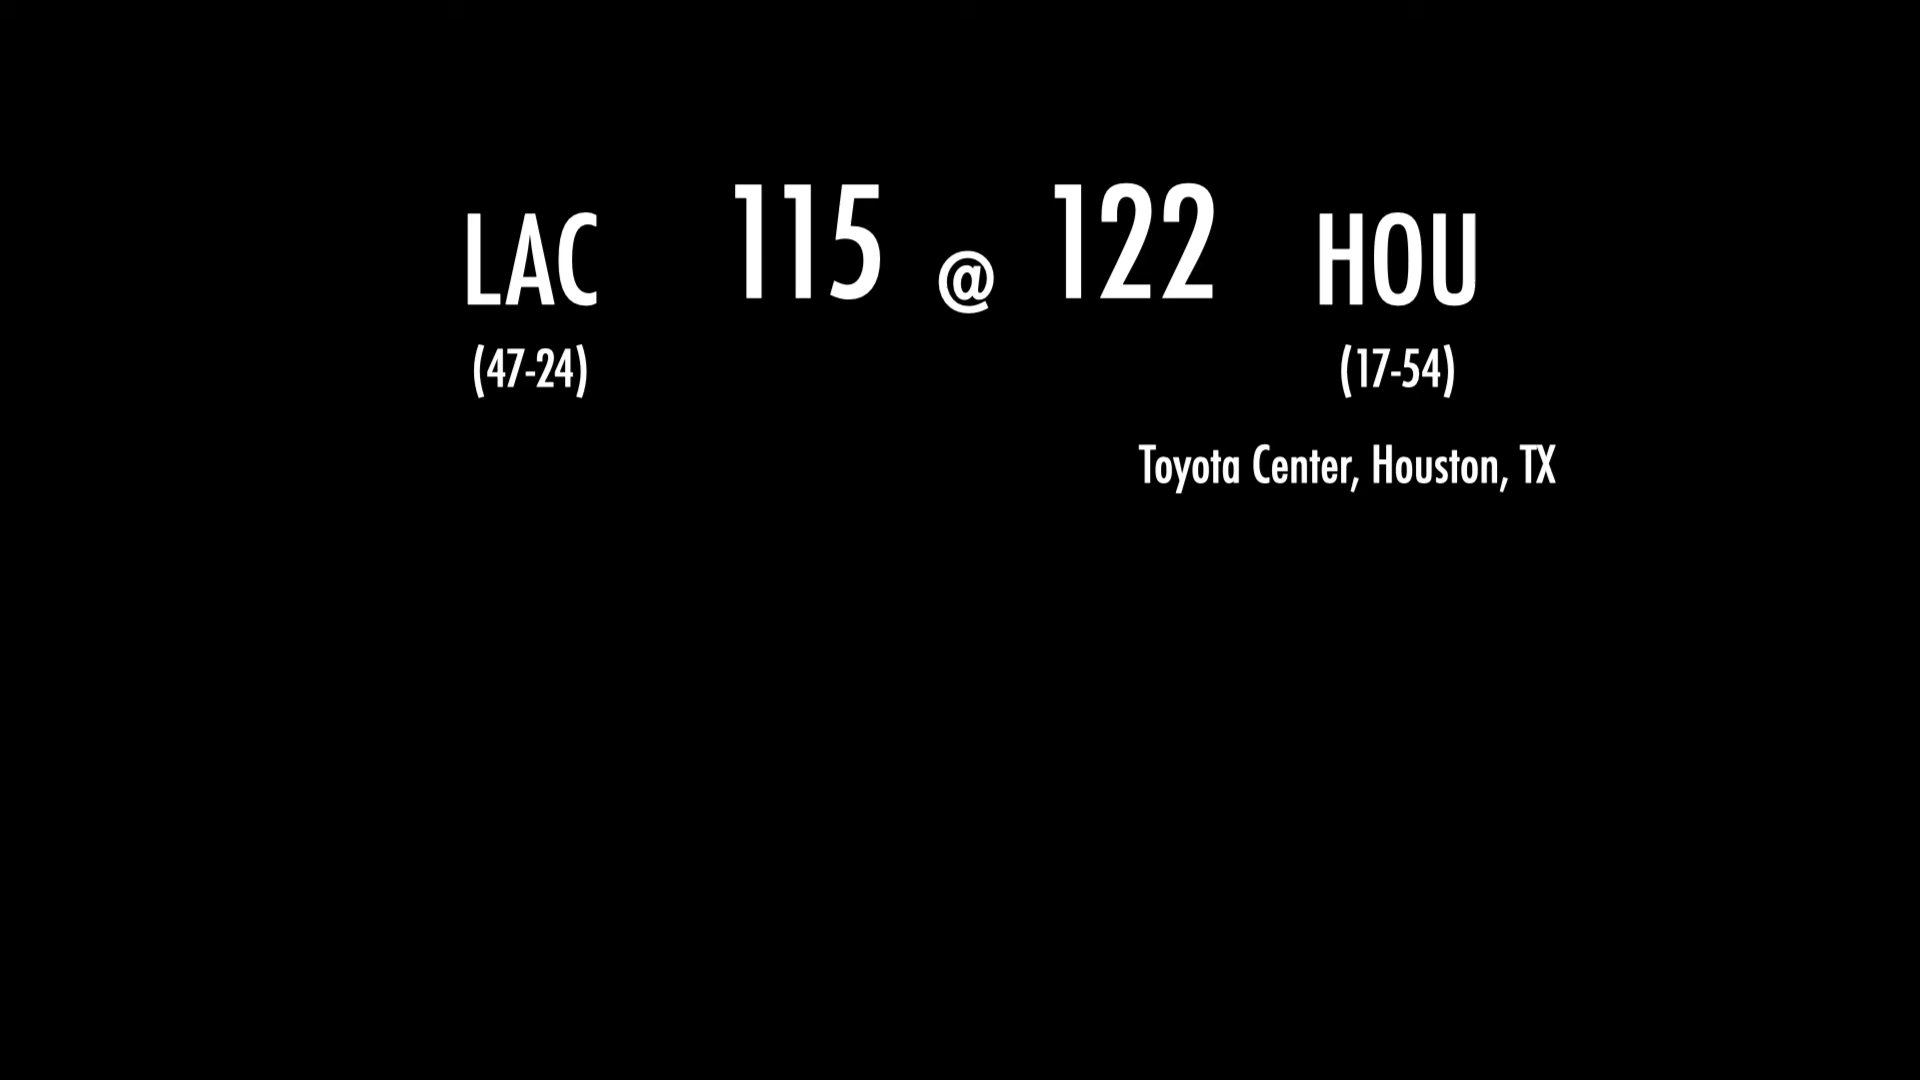 LAC 115 @ 122 HOU
(47-24) (17-54)
Toyota Center, Houston, TX